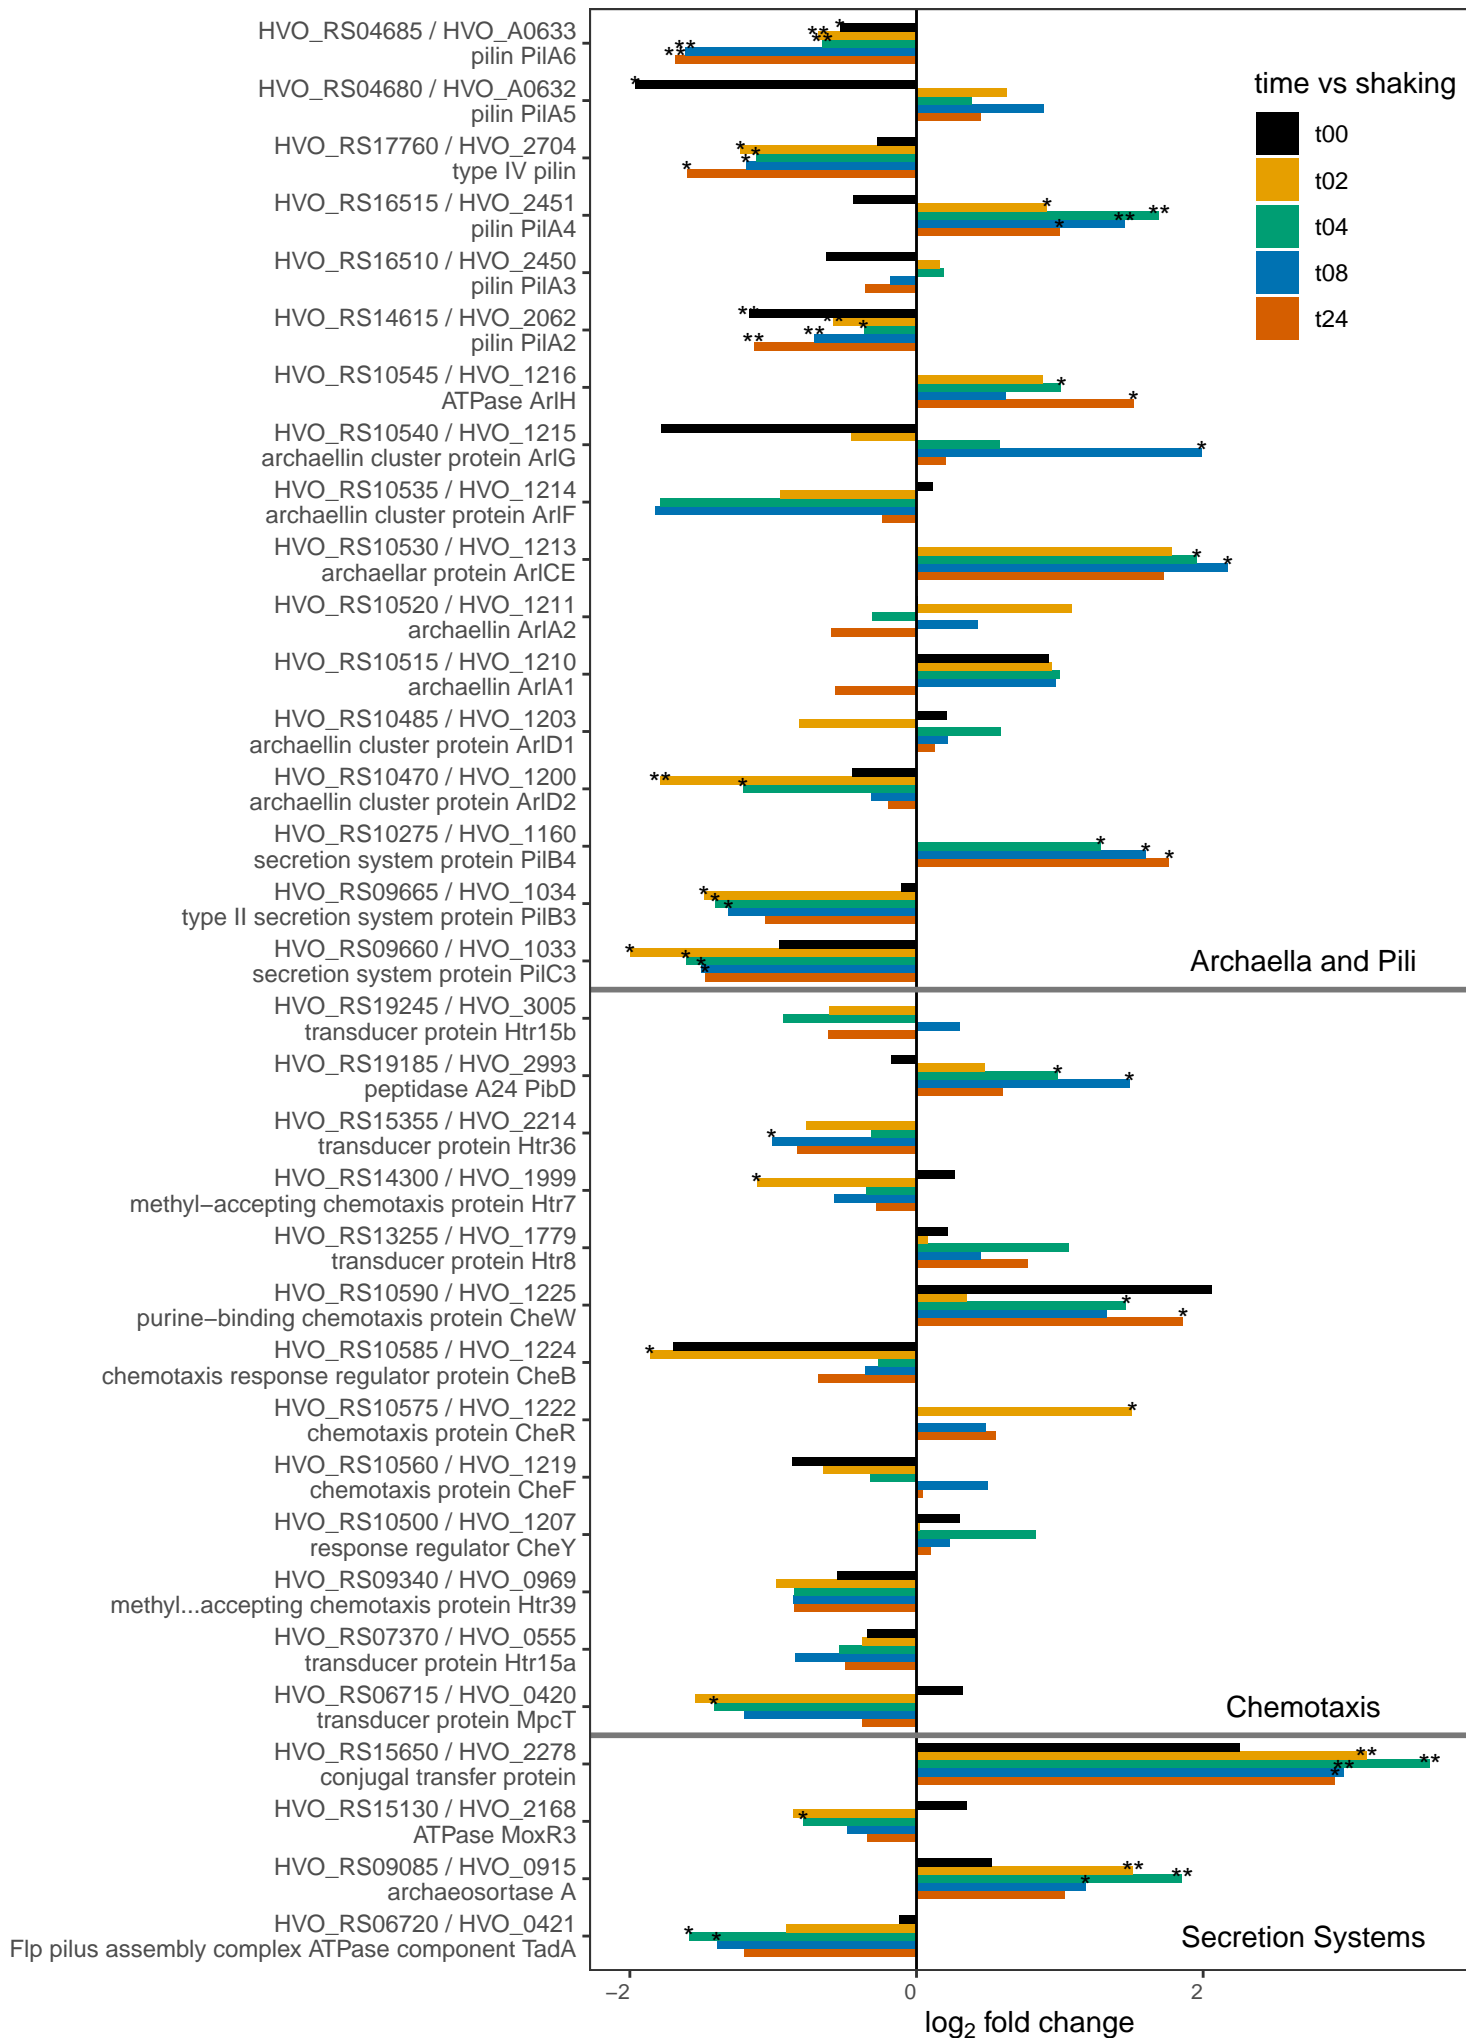 HVO_RS04685 / HVO_A0633
pilin PilA6
HVO_RS04680 / HVO_A0632
pilin PilA5
HVO_RS17760 / HVO_2704
type IV pilin
HVO_RS16515 / HVO_2451
pilin PilA4
HVO_RS16510 / HVO_2450
pilin PilA3
HVO_RS14615 / HVO_2062
pilin PilA2
HVO_RS10545 / HVO_1216
ATPase ArlH
HVO_RS10540 / HVO_1215
archaellin cluster protein ArlG
HVO_RS10535 / HVO_1214
archaellin cluster protein ArlF
HVO_RS10530 / HVO_1213
archaellar protein ArlCE
HVO_RS10520 / HVO_1211
archaellin ArlA2
HVO_RS10515 / HVO_1210
archaellin ArlA1
HVO_RS10485 / HVO_1203
archaellin cluster protein ArlD1
HVO_RS10470 / HVO_1200
archaellin cluster protein ArlD2
HVO_RS10275 / HVO_1160
secretion system protein PilB4
HVO_RS09665 / HVO_1034
type II secretion system protein PilB3
HVO_RS09660 / HVO_1033
secretion system protein PilC3
HVO_RS19245 / HVO_3005
transducer protein Htr15b
HVO_RS19185 / HVO_2993
peptidase A24 PibD
HVO_RS15355 / HVO_2214
transducer protein Htr36
HVO_RS14300 / HVO_1999
methyl−accepting chemotaxis protein Htr7
HVO_RS13255 / HVO_1779
transducer protein Htr8
HVO_RS10590 / HVO_1225
purine−binding chemotaxis protein CheW
HVO_RS10585 / HVO_1224
chemotaxis response regulator protein CheB
HVO_RS10575 / HVO_1222
chemotaxis protein CheR
HVO_RS10560 / HVO_1219
chemotaxis protein CheF
HVO_RS10500 / HVO_1207
response regulator CheY
HVO_RS09340 / HVO_0969
methyl...accepting chemotaxis protein Htr39
HVO_RS07370 / HVO_0555
transducer protein Htr15a
HVO_RS06715 / HVO_0420
transducer protein MpcT
HVO_RS15650 / HVO_2278
conjugal transfer protein
HVO_RS15130 / HVO_2168
ATPase MoxR3
HVO_RS09085 / HVO_0915
archaeosortase A
HVO_RS06720 / HVO_0421
Flp pilus assembly complex ATPase component TadA
time vs shaking
t00
t02
t04
t08
t24
Archaella and Pili
Chemotaxis
Secretion Systems
−2 0 2
log2 fold change